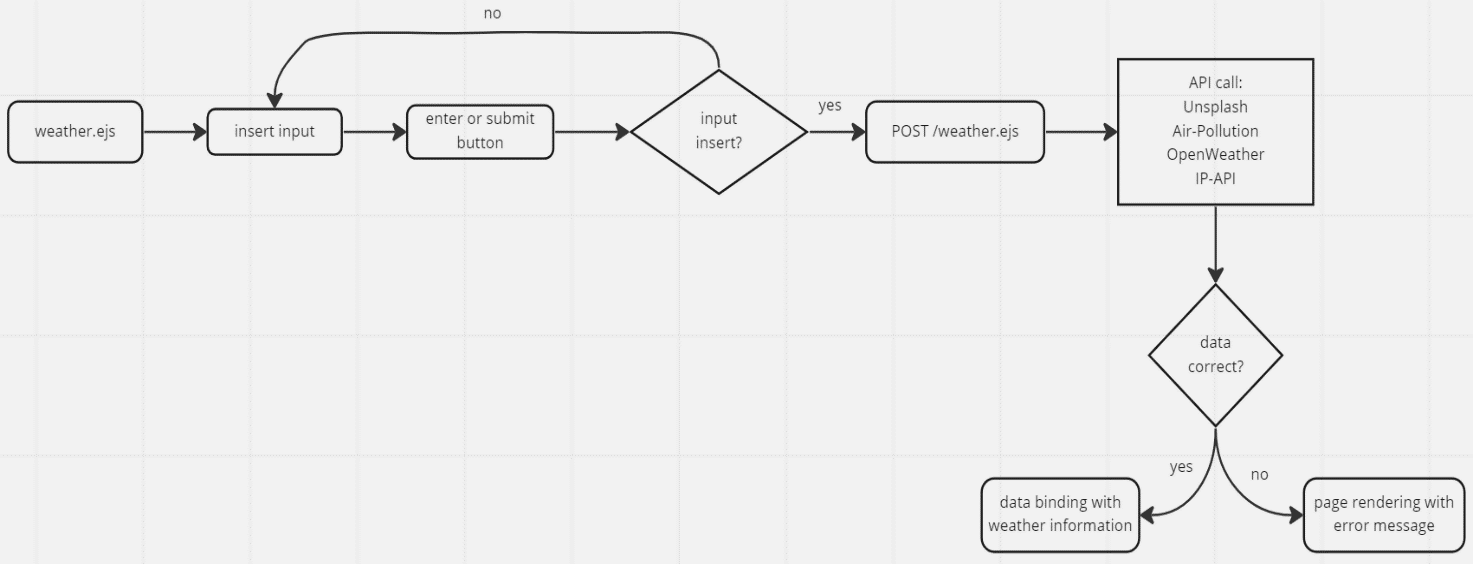 no
weather.ejs
insert input
enter or submit
button
input
insert?
yes
POST /weather.ejs
API call:
Unsplash
Air-Pollution
OpenWeather
IP-API
data
correct?
yes
no
data binding with
weather information
page rendering with
error message